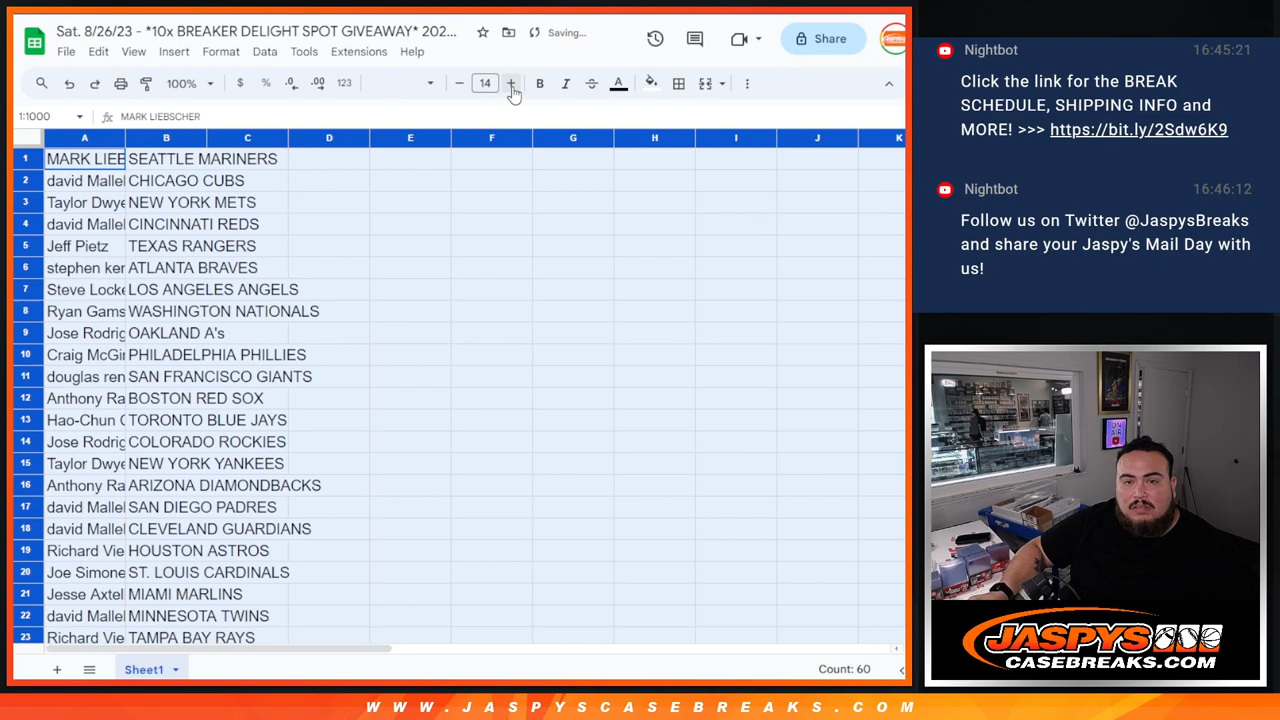 Sat. 8/26/23 - *10x BREAKER DELIGHT SPOT GIVEAWAY* 202...
Saving...
Share
File Edit View Insert Format Data Tools Extensions Help
100% $ % .0 .00 123 14 B I S A
1:1000 fx MARK LIEBSCHER
A B C D E F G H I J K
1 MARK LIEB SEATTLE MARINERS
2 david Mallel CHICAGO CUBS
3 Taylor Dwye NEW YORK METS
4 david Mallel CINCINNATI REDS
5 Jeff Pietz TEXAS RANGERS
6 stephen ker ATLANTA BRAVES
7 Steve Locke LOS ANGELES ANGELS
8 Ryan Gams WASHINGTON NATIONALS
9 Jose Rodrig OAKLAND A's
10 Craig McGir PHILADELPHIA PHILLIES
11 douglas ren SAN FRANCISCO GIANTS
12 Anthony Ra BOSTON RED SOX
13 Hao-Chun C TORONTO BLUE JAYS
14 Jose Rodrig COLORADO ROCKIES
15 Taylor Dwye NEW YORK YANKEES
16 Anthony Ra ARIZONA DIAMONDBACKS
17 david Mallel SAN DIEGO PADRES
18 david Mallel CLEVELAND GUARDIANS
19 Richard Vie HOUSTON ASTROS
20 Joe Simone ST. LOUIS CARDINALS
21 Jesse Axtel MIAMI MARLINS
22 david Mallel MINNESOTA TWINS
23 Richard Vie TAMPA BAY RAYS
Sheet1
Count: 60
Nightbot 16:45:21
Click the link for the BREAK
SCHEDULE, SHIPPING INFO and
MORE! >>> https://bit.ly/2Sdw6K9
Nightbot 16:46:12
Follow us on Twitter @JaspysBreaks
and share your Jaspy's Mail Day with
us!
ON AIR
JASPYS
CASEBREAKS.COM
WWW.JASPYSCASEBREAKS.COM